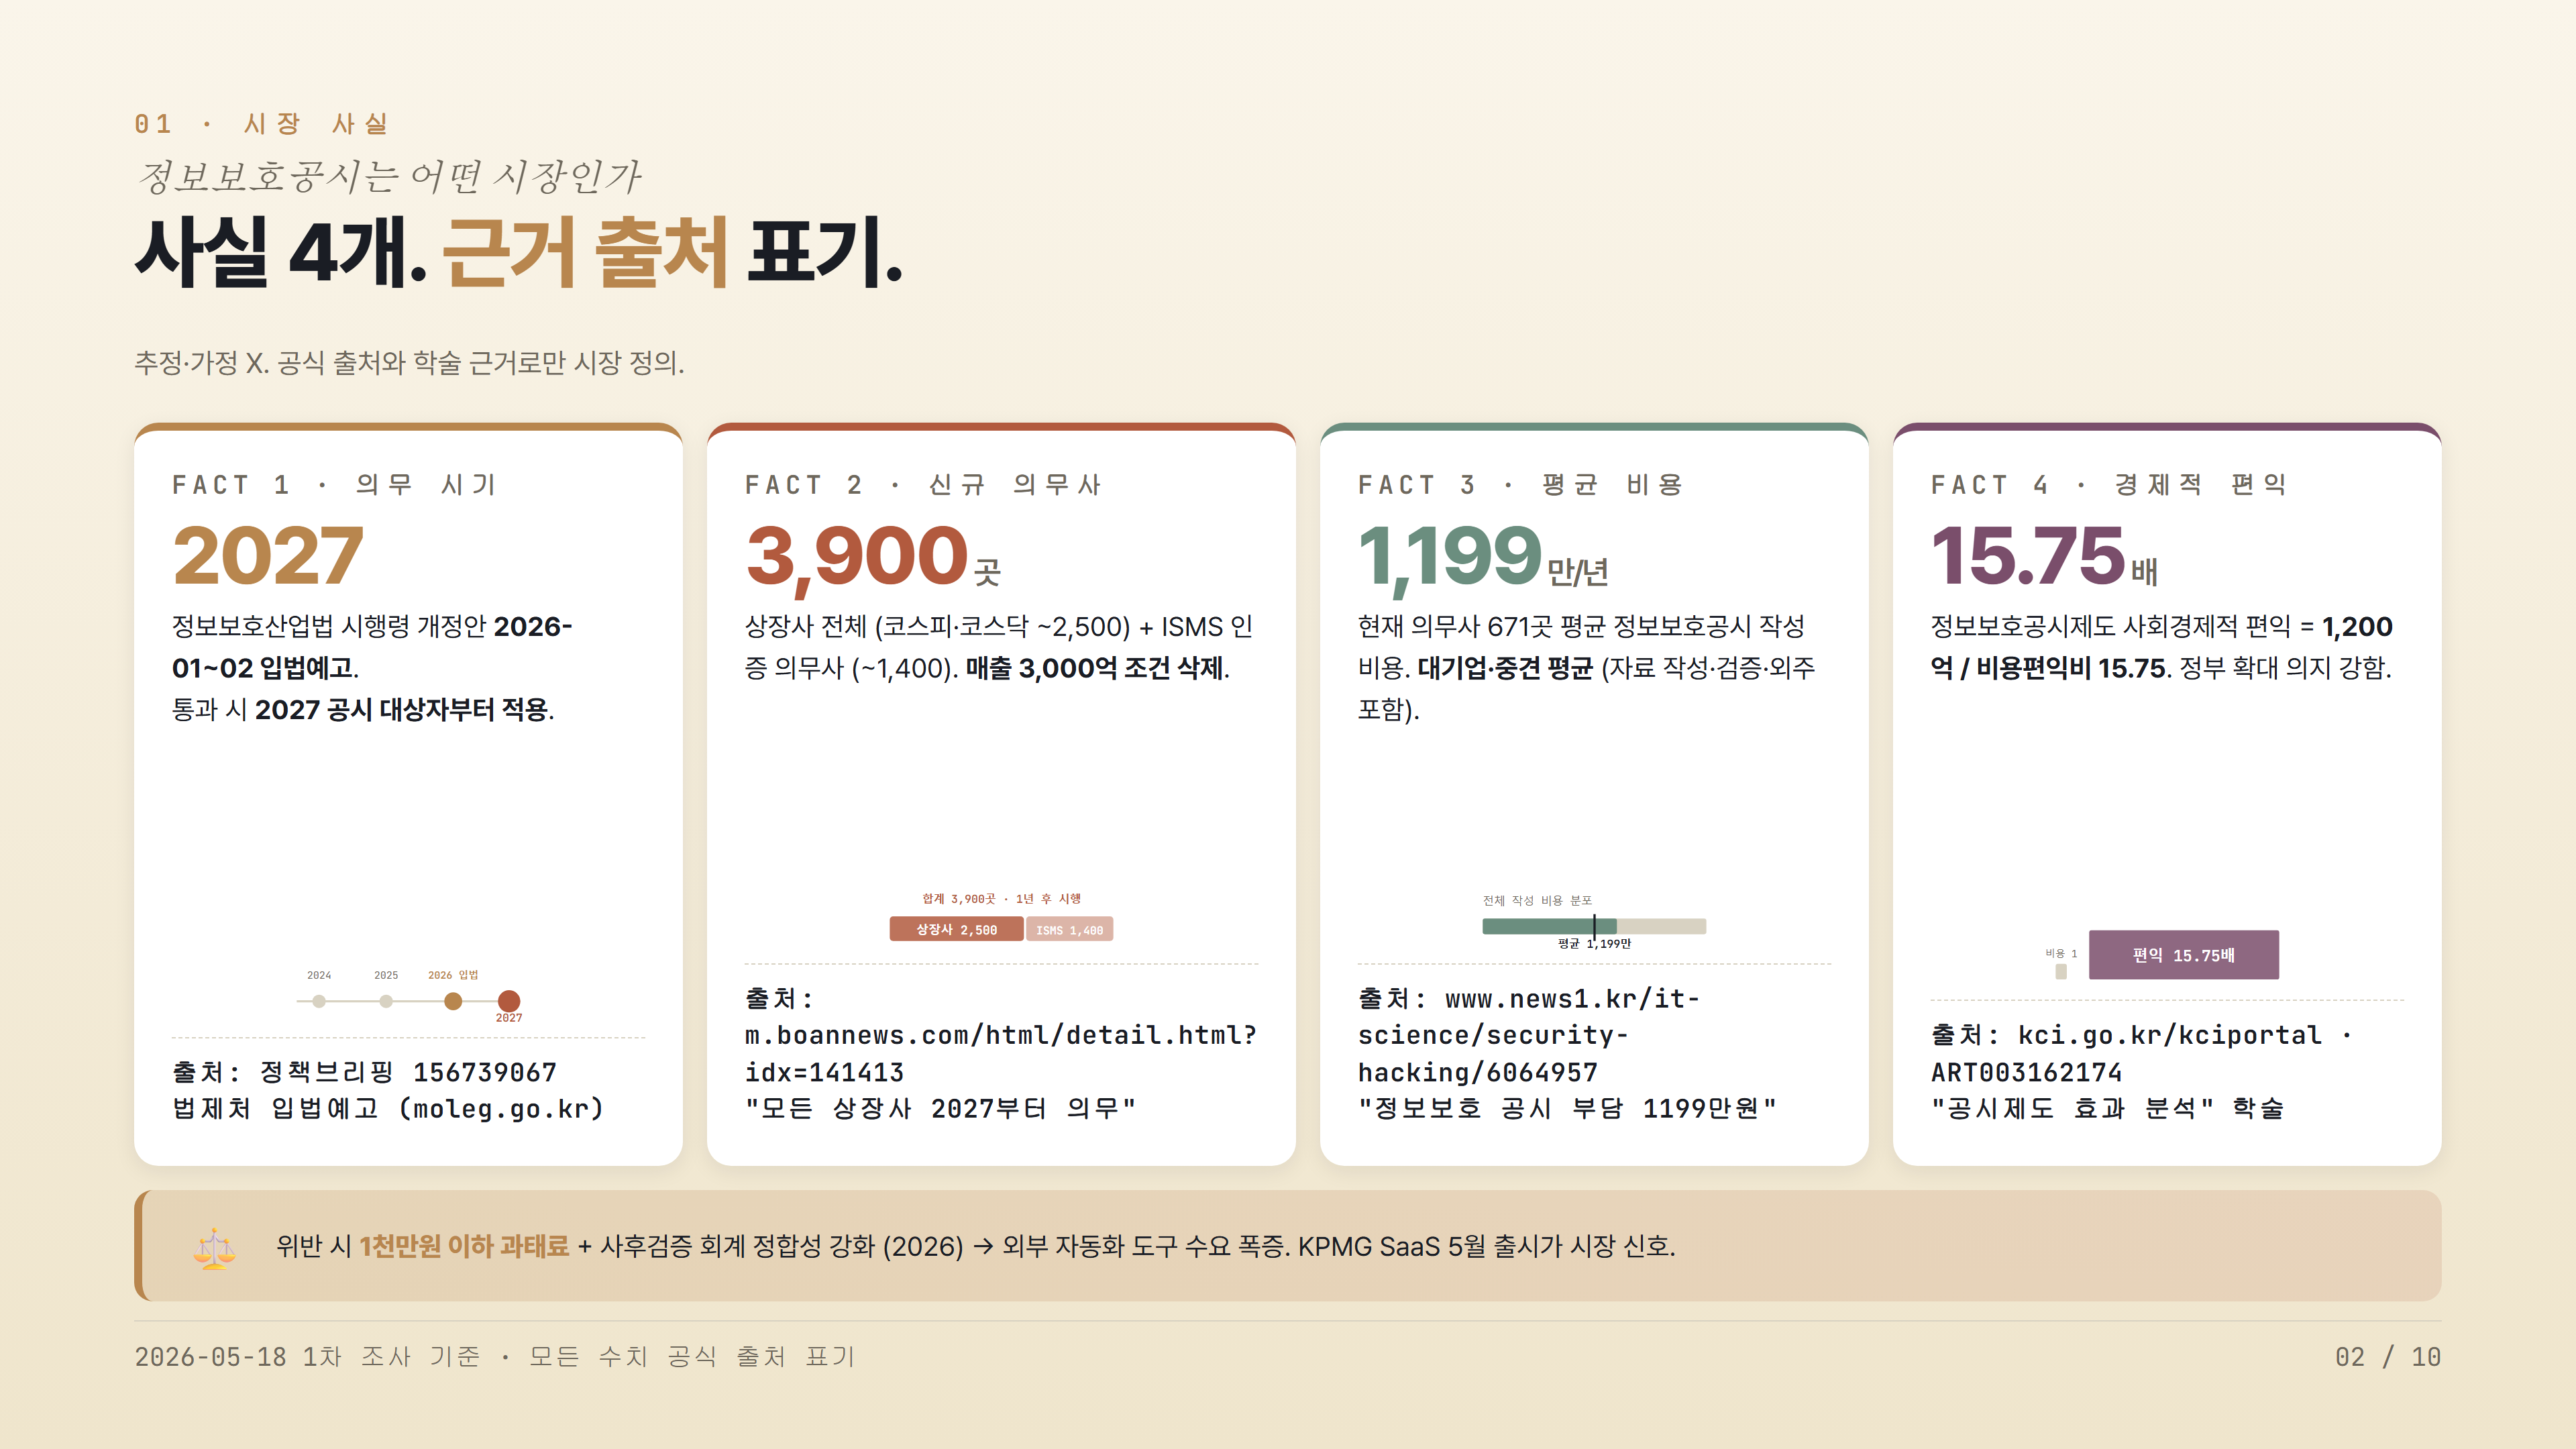 01 · 시장 사실
정보보호공시는 어떤 시장인가
사실 4개. 근거 출처 표기.
추정·가정 X. 공식 출처와 학술 근거로만 시장 정의.
FACT 1 · 의무 시기
2027
정보보호산업법 시행령 개정안 2026-
01~02 입법예고.
통과 시 2027 공시 대상자부터 적용.
2024 2025 2026 입법
2027
출처: 정책브리핑 156739067
법제처 입법예고 (moleg.go.kr)
FACT 2 · 신규 의무사
3,900곳
상장사 전체 (코스피·코스닥 ~2,500) + ISMS 인
증 의무사 (~1,400). 매출 3,000억 조건 삭제.
합계 3,900곳 · 1년 후 시행
상장사 2,500 ISMS 1,400
출처:
m.boannews.com/html/detail.html?
idx=141413
"모든 상장사 2027부터 의무"
FACT 3 · 평균 비용
1,199만/년
현재 의무사 671곳 평균 정보보호공시 작성
비용. 대기업·중견 평균 (자료 작성·검증·외주
포함).
전체 작성 비용 분포
평균 1,199만
출처: www.news1.kr/it-
science/security-
hacking/6064957
"정보보호 공시 부담 1199만원"
FACT 4 · 경제적 편익
15.75배
정보보호공시제도 사회경제적 편익 = 1,200
억 / 비용편익비 15.75. 정부 확대 의지 강함.
비용 1 편익 15.75배
출처: kci.go.kr/kciportal ·
ART003162174
"공시제도 효과 분석" 학술
위반 시 1천만원 이하 과태료 + 사후검증 회계 정합성 강화 (2026) → 외부 자동화 도구 수요 폭증. KPMG SaaS 5월 출시가 시장 신호.
2026-05-18 1차 조사 기준 · 모든 수치 공식 출처 표기
02 / 10